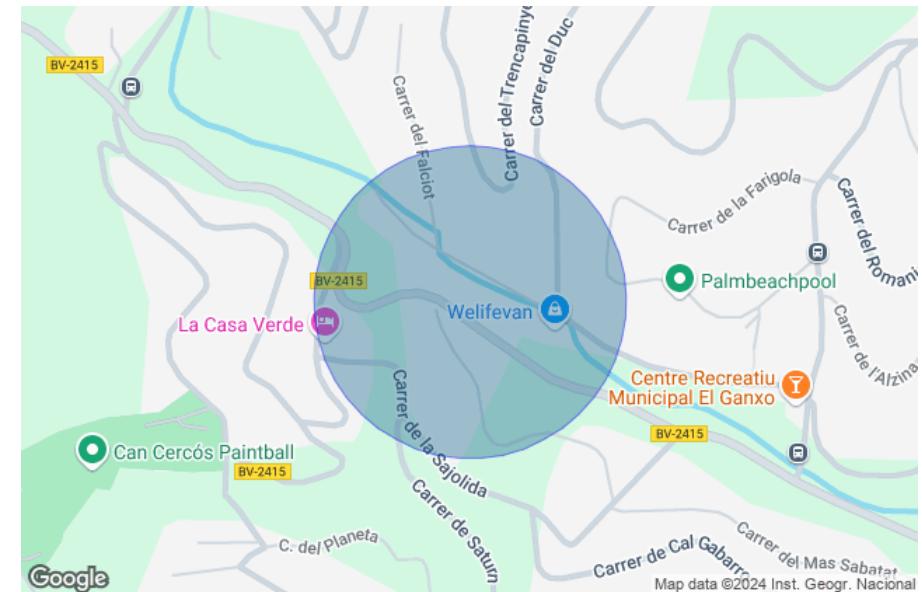 BV-2415
Carrer del Falciot
Carrer del Trencapinyes
Carrer del Duc
Carrer de la Farigola
Carrer del Romaní
BV-2415
Palmbeachpool
La Casa Verde
Welifevan
Carrer de l'Alzina
Centre Recreatiu
Municipal El Ganxo
Carrer de la Sajolida
BV-2415
Can Cercós Paintball
BV-2415
Carrer de Saturn
C. del Planeta
Carrer de Cal Gabarró
Carrer del Mas Sabatat
Google
Map data ©2024 Inst. Geogr. Nacional